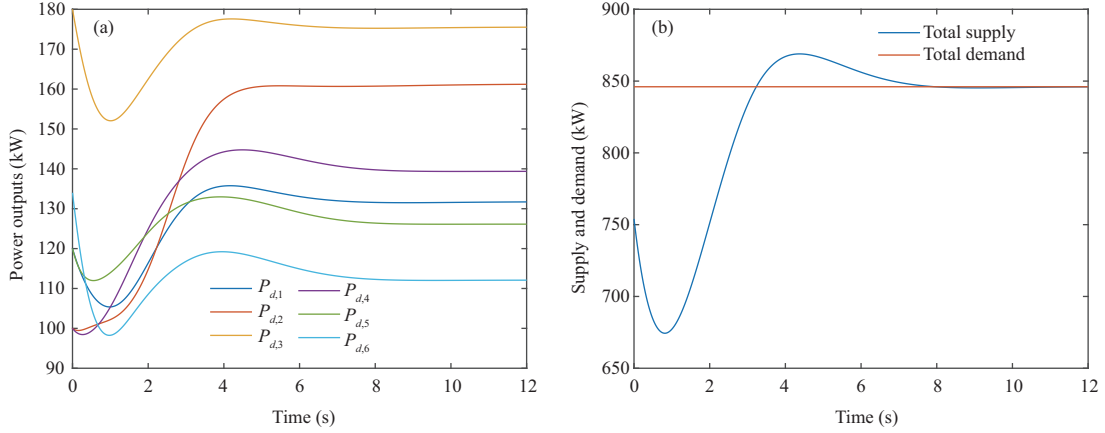 (a)
Power outputs (kW)
180
170
160
150
140
130
120
110
100
90
P_{d,1}
P_{d,2}
P_{d,3}
P_{d,4}
P_{d,5}
P_{d,6}
0 2 4 6 8 10 12
Time (s)
(b)
Supply and demand (kW)
900
850
800
750
700
650
Total supply
Total demand
0 2 4 6 8 10 12
Time (s)